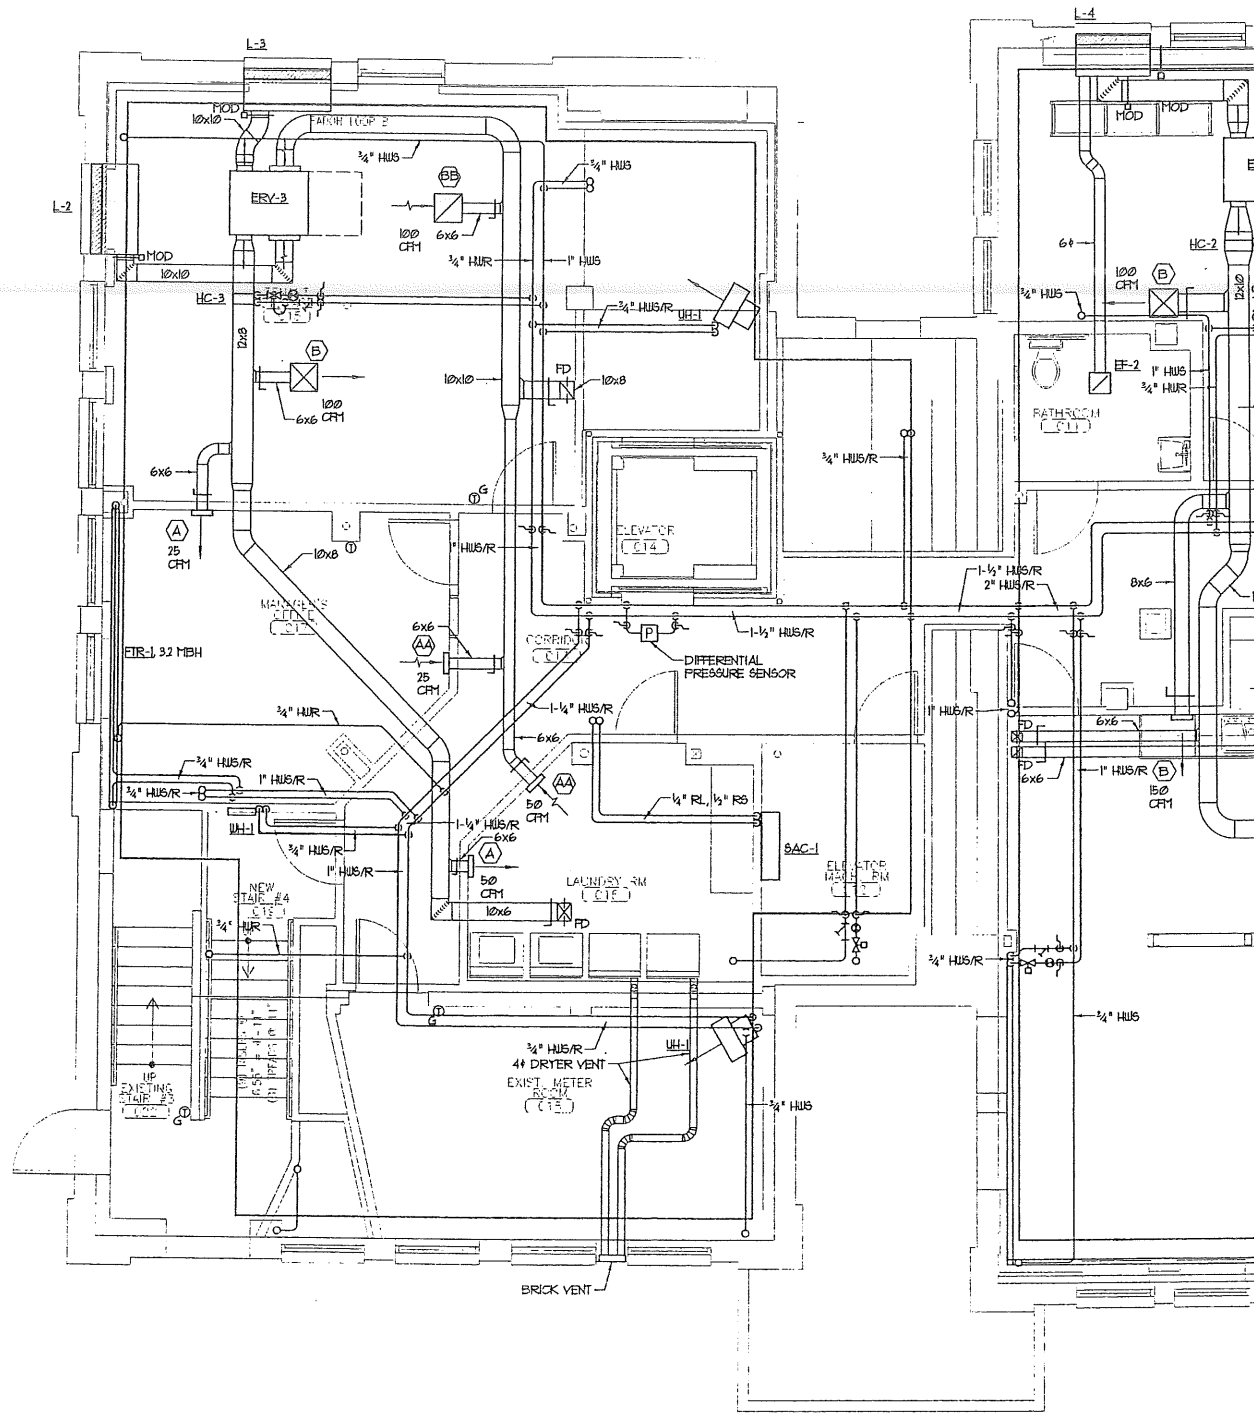 L-4
L-3
MOD
10x10
3/4" HWS
MOD
MOD
3/4" HWS
BB
ERV-3
L-2
100
CFM
6x6
6ϕ
HC-2
MOD
10x10
3/4" HWR
1" HWS
100
CFM
B
12x10
3/4" HWS
HC-3
3/4" HWS/R
UH-1
12x8
B
FD
10x10
10x8
EF-2
1" HWS
3/4" HWR
6x6
100
CFM
BATHROOM
C11
3/4" HWS/R
6x6
G
T
ELEVATOR
C14
A
25
CFM
T
10x8
1" HWS/R
1-1/2" HWS/R
2" HWS/R
8x6
MANAGER'S
OFFICE
C17
6x6
AA
CORRIDOR
P
1-1/2" HWS/R
FTR-1, 3.2 MBH
25
CFM
DIFFERENTIAL
PRESSURE SENSOR
1-1/4" HWS/R
3/4" HWR
1" HWS/R
6x6
FD
6x6
3/4" HWS/R
3/4" HWS/R
1" HWS/R
AA
FD
6x6
1" HWS/R
B
150
CFM
50
CFM
1/4" RL, 1/2" RS
WH-1
1-1/4" HWS/R
6x6
A
3/4" HWS/R
SAC-1
1" HWS/R
50
CFM
ELEVATOR
MACH. RM
LAUNDRY RM
NEW
STAIR #4
10x6
FD
3/4" HWR
3/4" HWS/R
T
G
3/4" HWS
3/4" HWS/R
UH-1
4ϕ DRYER VENT
UP
EXISTING
STAIR #3
EXIST. METER
ROOM
3/4" HWS
T
G
BRICK VENT